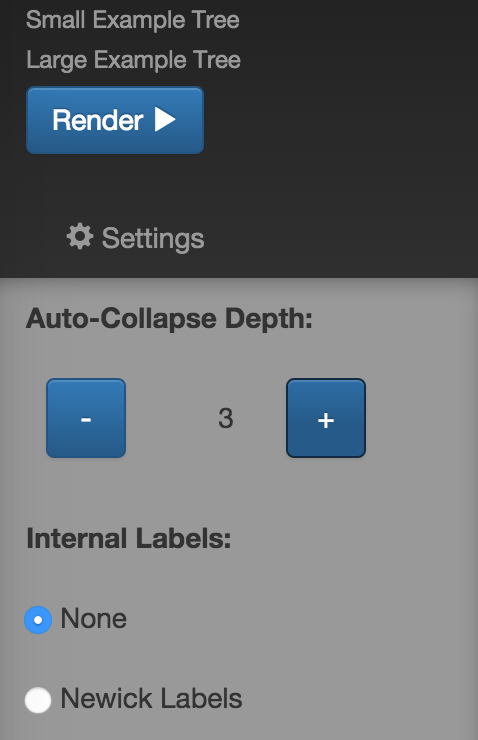 Small Example Tree
Large Example Tree
Render
Settings
Auto-Collapse Depth:
- 3 +
Internal Labels:
None
Newick Labels